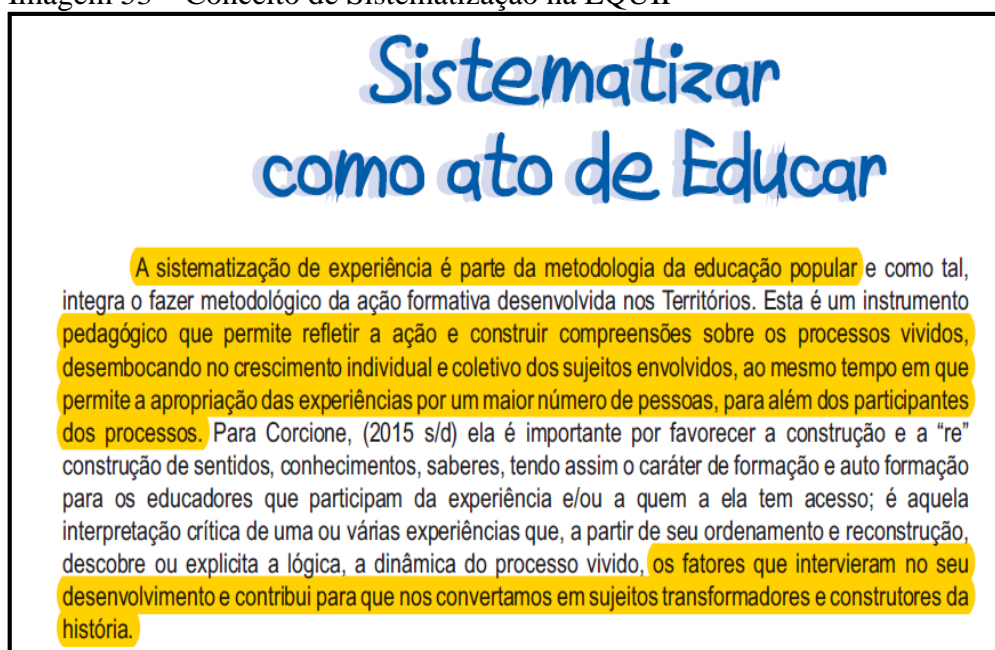 Imagem 33 – Conceito de Sistematização na EQUIP
Sistematizar
como ato de Educar
A sistematização de experiência é parte da metodologia da educação popular e como tal,
integra o fazer metodológico da ação formativa desenvolvida nos Territórios. Esta é um instrumento
pedagógico que permite refletir a ação e construir compreensões sobre os processos vividos,
desembocando no crescimento individual e coletivo dos sujeitos envolvidos, ao mesmo tempo em que
permite a apropriação das experiências por um maior número de pessoas, para além dos participantes
dos processos. Para Corcione, (2015 s/d) ela é importante por favorecer a construção e a “re”
construção de sentidos, conhecimentos, saberes, tendo assim o caráter de formação e auto formação
para os educadores que participam da experiência e/ou a quem a ela tem acesso; é aquela
interpretação crítica de uma ou várias experiências que, a partir de seu ordenamento e reconstrução,
descobre ou explicita a lógica, a dinâmica do processo vivido, os fatores que intervieram no seu
desenvolvimento e contribui para que nos convertamos em sujeitos transformadores e construtores da
história.